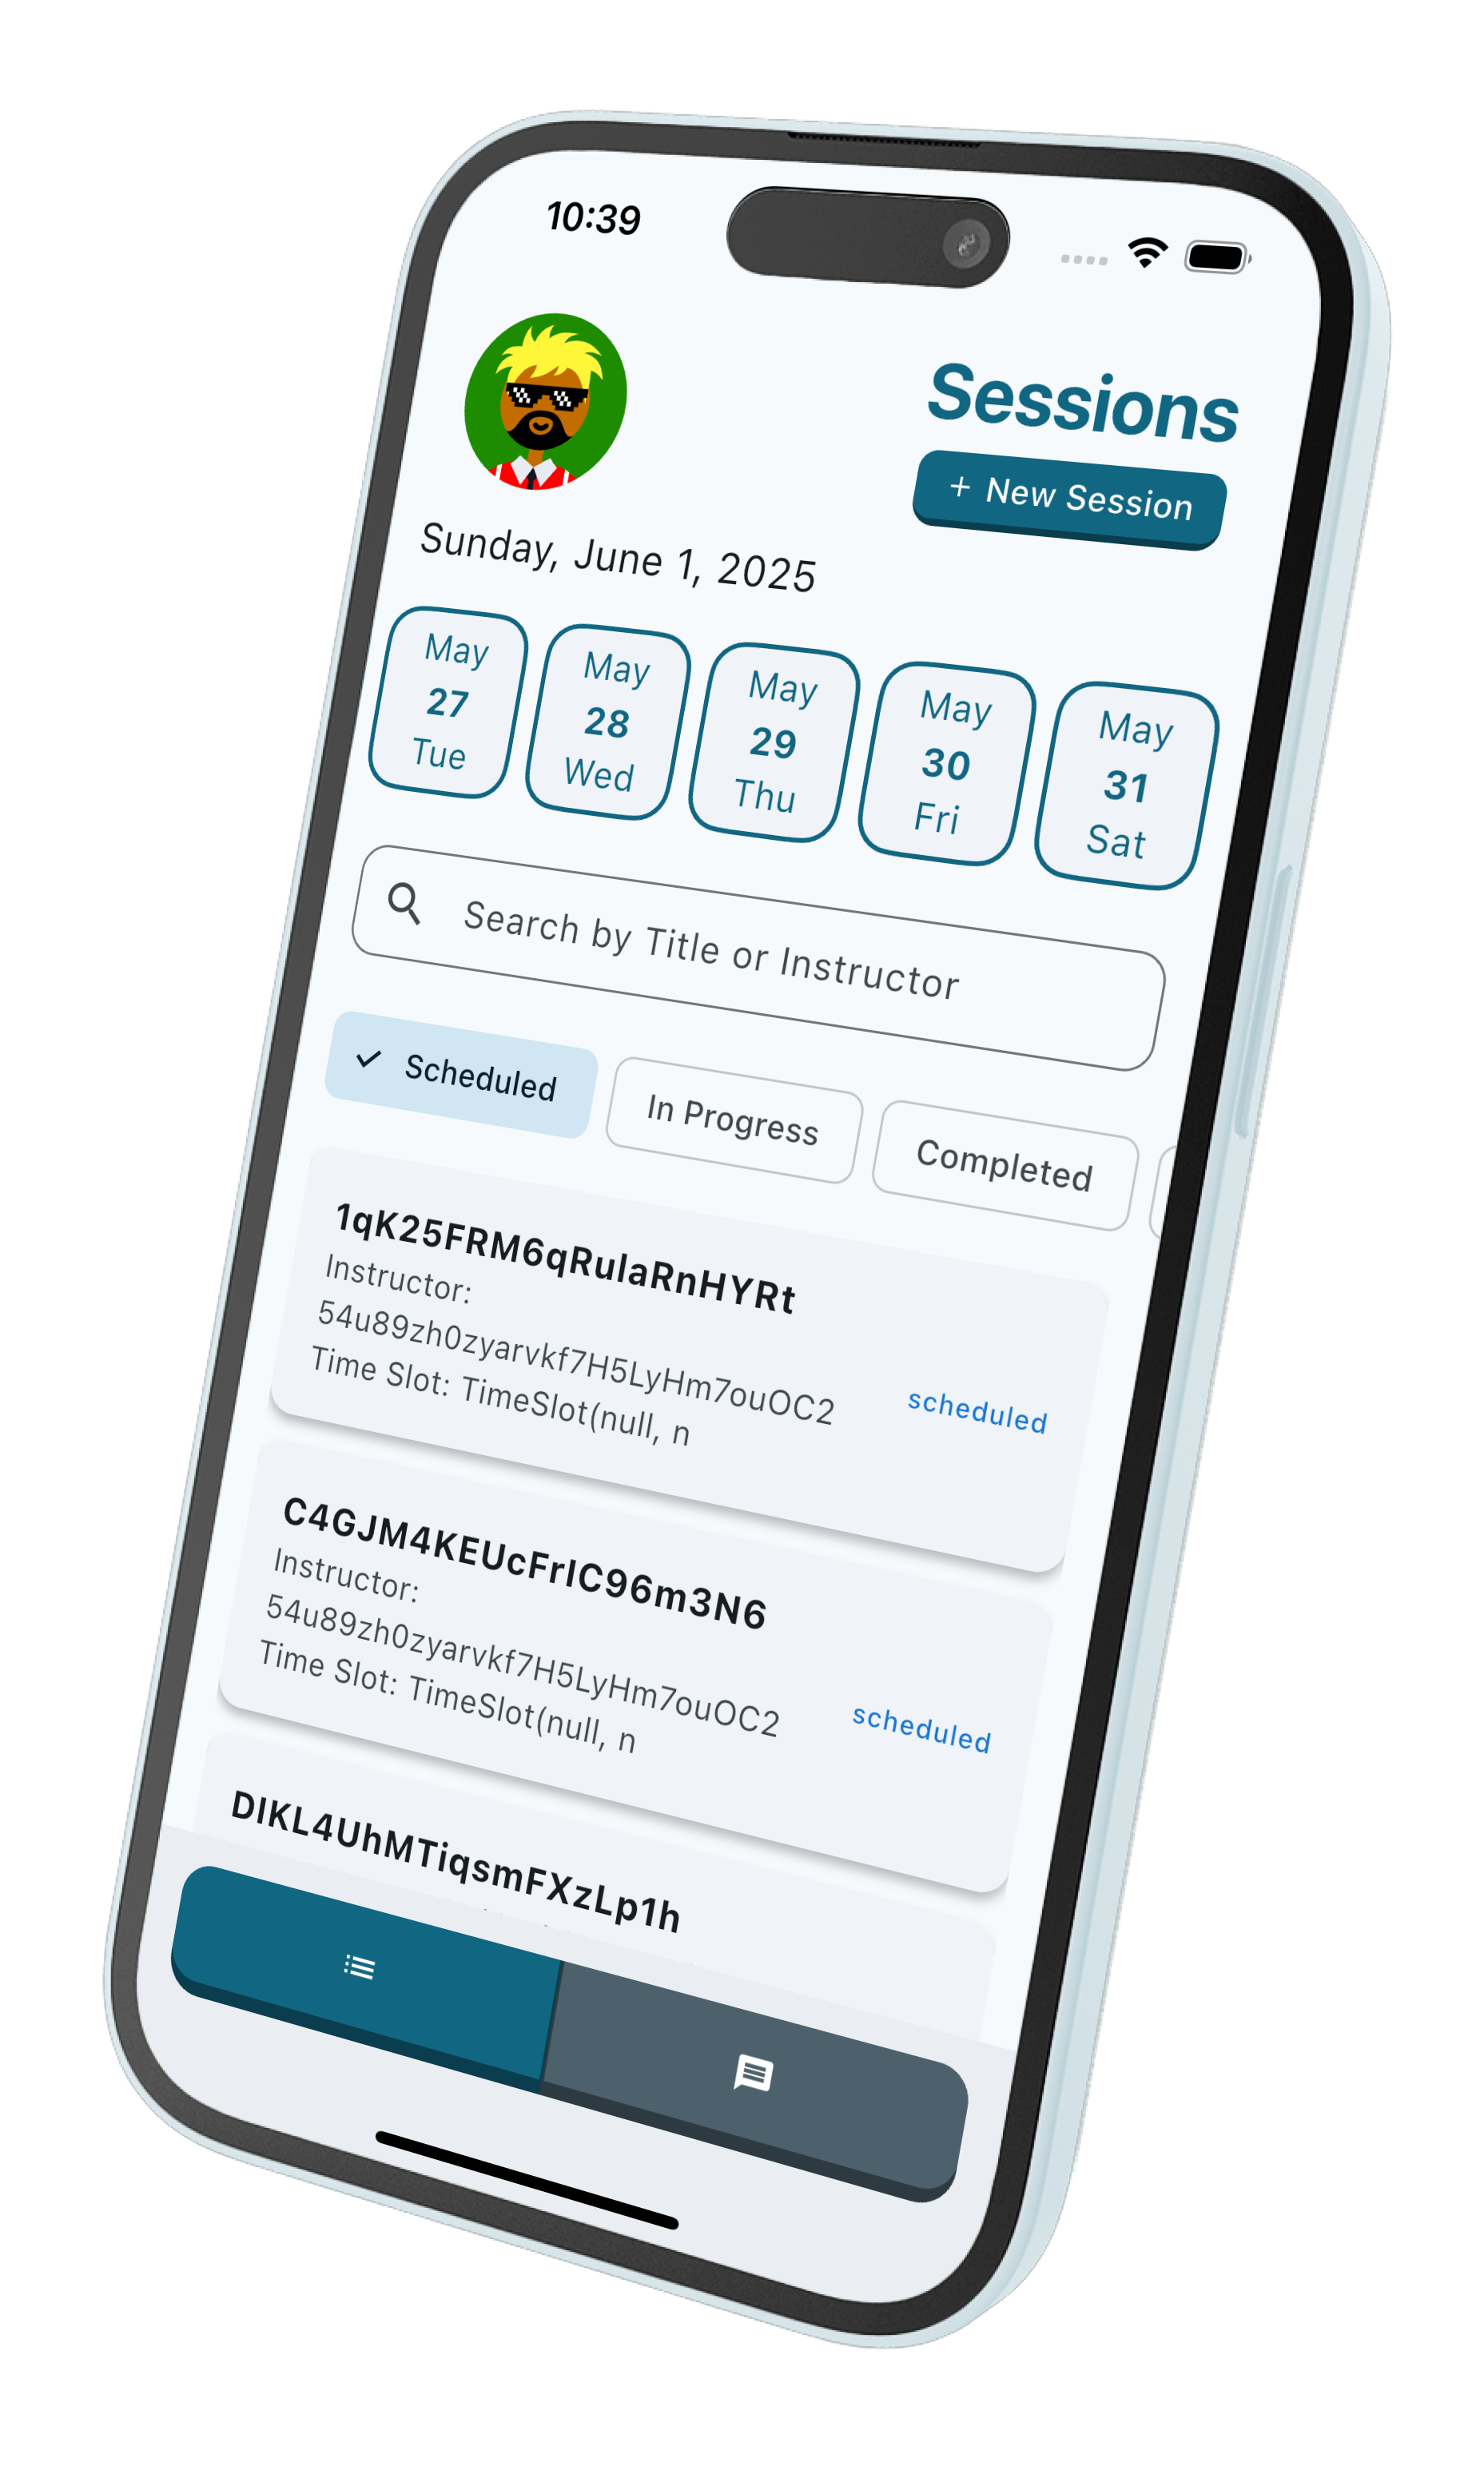 10:39
Sessions
+ New Session
Sunday, June 1, 2025
May 27 Tue
May 28 Wed
May 29 Thu
May 30 Fri
May 31 Sat
Search by Title or Instructor
Scheduled
In Progress
Completed
1qK25FRM6qRulaRnHYRt
Instructor:
54u89zh0zyarvkf7H5LyHm7ouOC2
Time Slot: TimeSlot(null, n
scheduled
C4GJM4KEUcFrIC96m3N6
Instructor:
54u89zh0zyarvkf7H5LyHm7ouOC2
Time Slot: TimeSlot(null, n
scheduled
DIKL4UhMTiqsmFXzLp1h